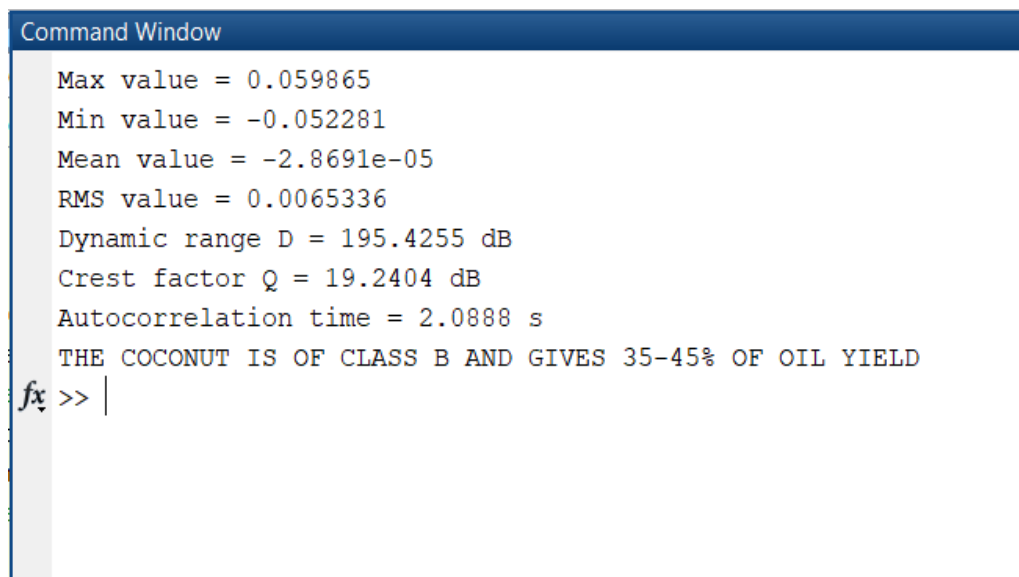 Command Window
Max value = 0.059865
Min value = -0.052281
Mean value = -2.8691e-05
RMS value = 0.0065336
Dynamic range D = 195.4255 dB
Crest factor Q = 19.2404 dB
Autocorrelation time = 2.0888 s
THE COCONUT IS OF CLASS B AND GIVES 35-45% OF OIL YIELD
fx >>